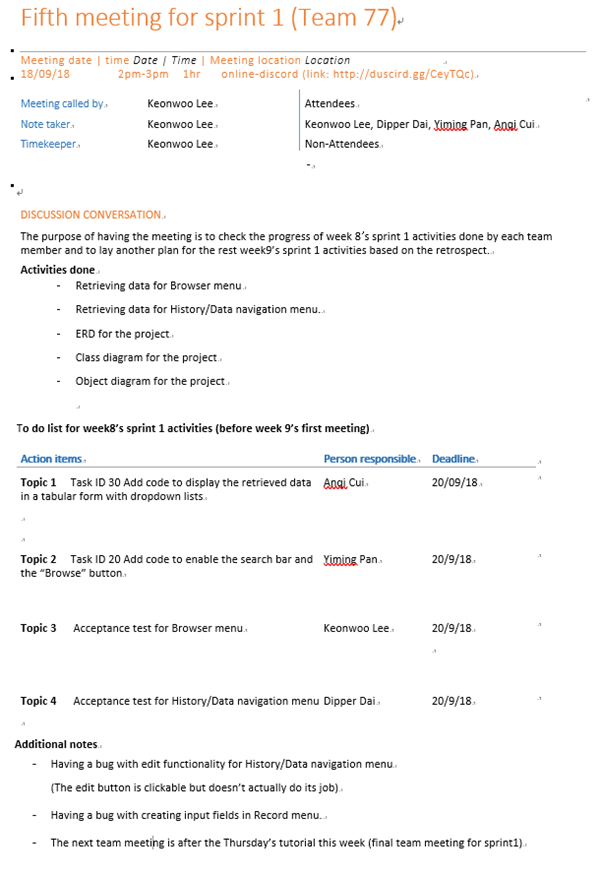 Fifth meeting for sprint 1 (Team 77)
Meeting date | time Date | Time | Meeting location Location
18/09/18 2pm-3pm 1hr online-discord (link: http://duscird.gg/CeyTQc)
Meeting called by Keonwoo Lee Attendees
Note taker Keonwoo Lee Keonwoo Lee, Dipper Dai, Yiming Pan, Anqi Cui
Timekeeper Keonwoo Lee Non-Attendees
-
DISCUSSION CONVERSATION
The purpose of having the meeting is to check the progress of week 8’s sprint 1 activities done by each team
member and to lay another plan for the rest week9’s sprint 1 activities based on the retrospect.
Activities done
- Retrieving data for Browser menu
- Retrieving data for History/Data navigation menu.
- ERD for the project
- Class diagram for the project
- Object diagram for the project
To do list for week8’s sprint 1 activities (before week 9’s first meeting)
Action items Person responsible Deadline
Topic 1 Task ID 30 Add code to display the retrieved data Anqi Cui 20/09/18
in a tabular form with dropdown lists
Topic 2 Task ID 20 Add code to enable the search bar and Yiming Pan 20/9/18
the “Browse” button
Topic 3 Acceptance test for Browser menu Keonwoo Lee 20/9/18
Topic 4 Acceptance test for History/Data navigation menu Dipper Dai 20/9/18
Additional notes
- Having a bug with edit functionality for History/Data navigation menu
(The edit button is clickable but doesn’t actually do its job)
- Having a bug with creating input fields in Record menu.
- The next team meeting is after the Thursday’s tutorial this week (final team meeting for sprint1)